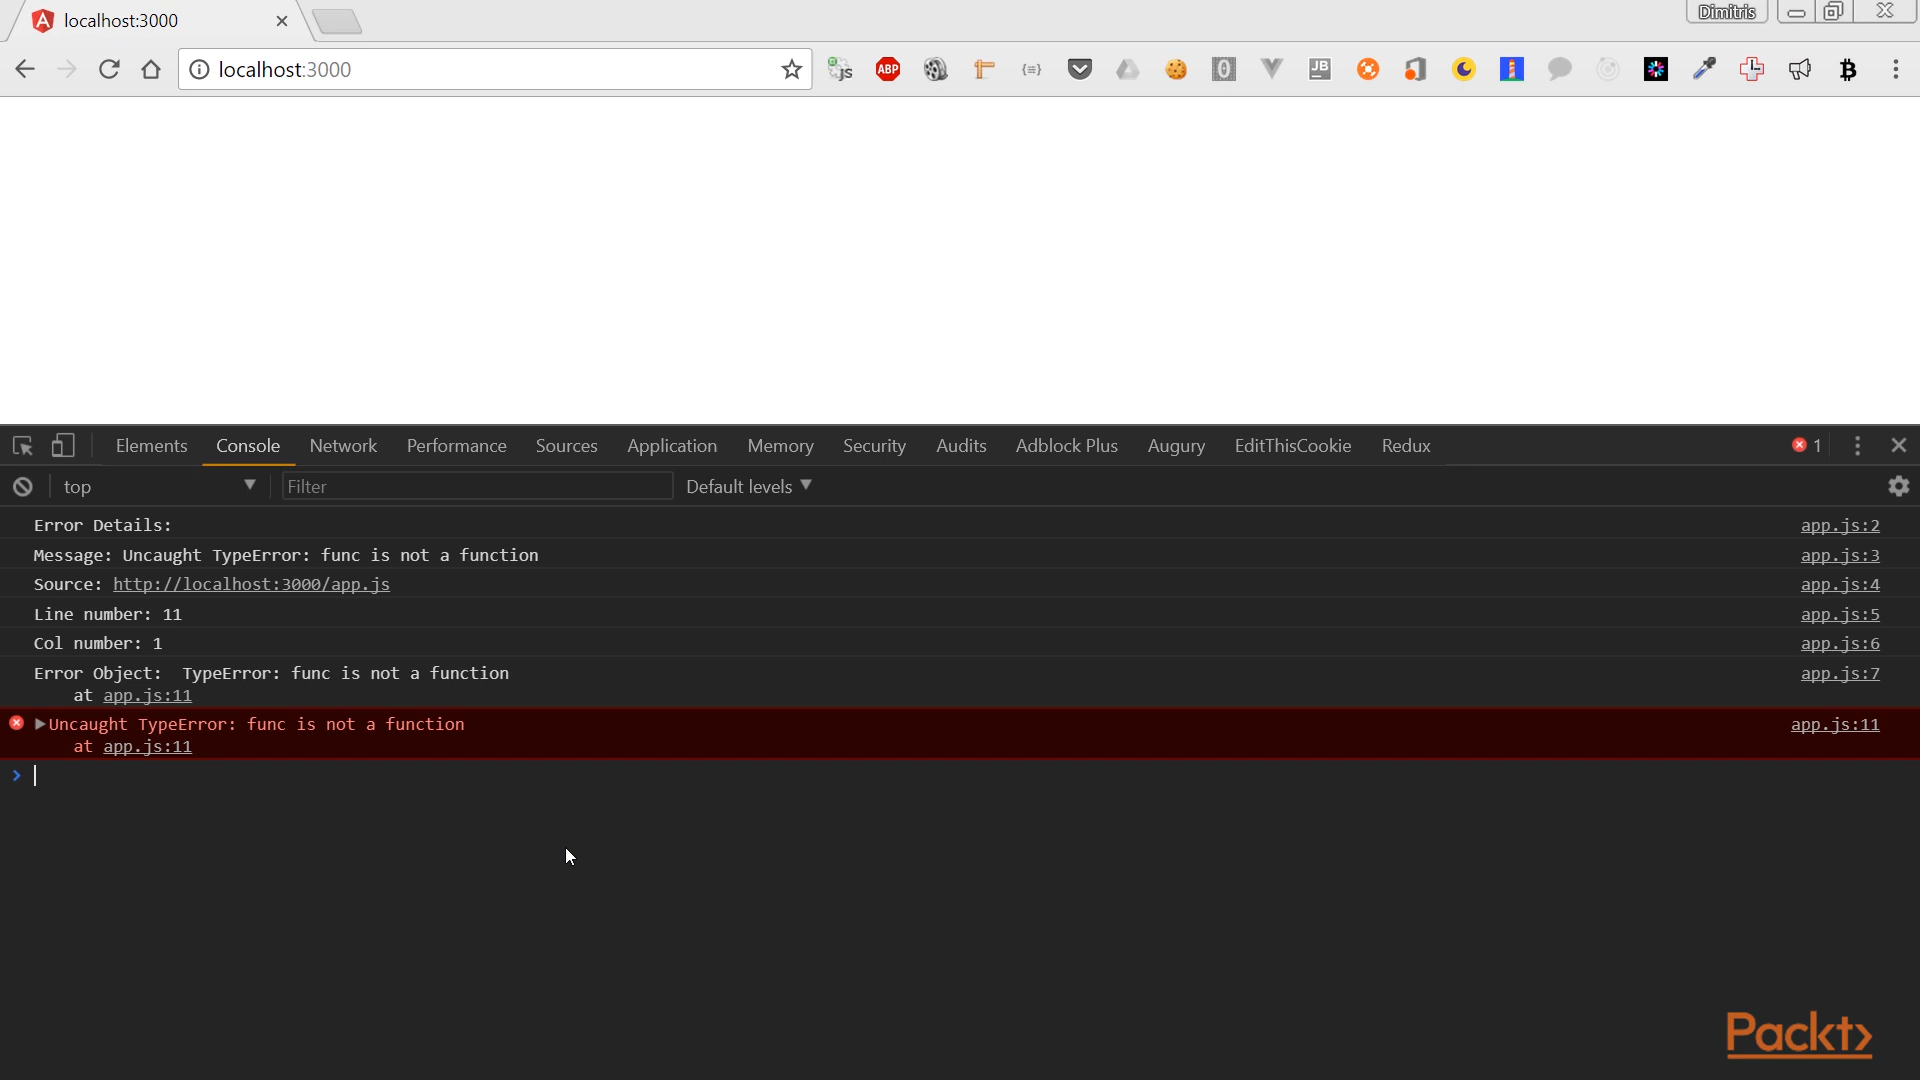 localhost:3000
Dimitris
localhost:3000
JS
ABP
{=}
JB
Elements Console Network Performance Sources Application Memory Security Audits Adblock Plus Augury EditThisCookie Redux 1
top Filter Default levels
Error Details: app.js:2
Message: Uncaught TypeError: func is not a function app.js:3
Source: http://localhost:3000/app.js app.js:4
Line number: 11 app.js:5
Col number: 1 app.js:6
Error Object:  TypeError: func is not a function app.js:7
at app.js:11
Uncaught TypeError: func is not a function app.js:11
at app.js:11
Packt>